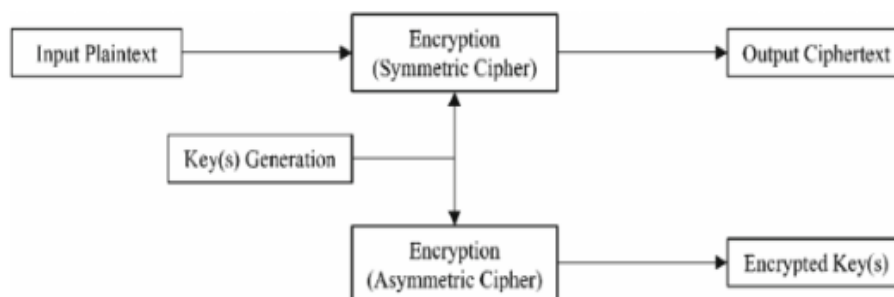 Input Plaintext
Encryption
(Symmetric Cipher)
Output Ciphertext
Key(s) Generation
Encryption
(Asymmetric Cipher)
Encrypted Key(s)